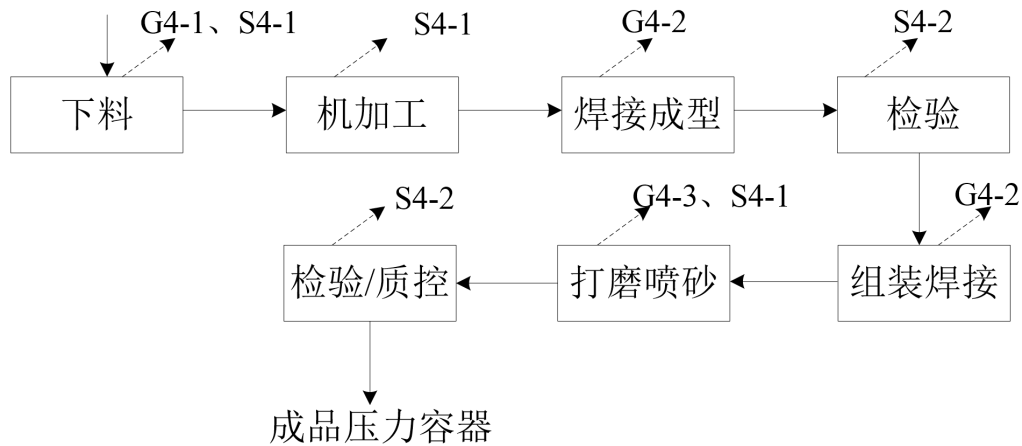 G4-1、S4-1
S4-1
G4-2
S4-2
下料
机加工
焊接成型
检验
S4-2
G4-3、S4-1
G4-2
检验/质控
打磨喷砂
组装焊接
成品压力容器